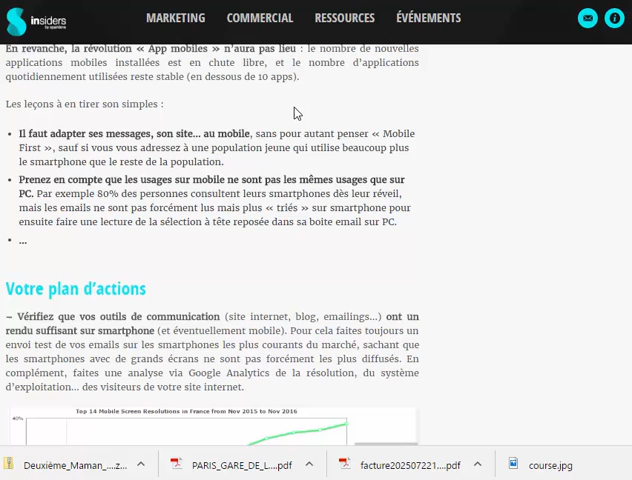 insiders
by sparklane
MARKETING COMMERCIAL RESSOURCES ÉVÉNEMENTS
En revanche, la révolution « App mobiles » n'aura pas lieu : le nombre de nouvelles
applications mobiles installées est en chute libre, et le nombre d'applications
quotidiennement utilisées reste stable (en dessous de 10 apps).
Les leçons à en tirer son simples :
• Il faut adapter ses messages, son site... au mobile, sans pour autant penser « Mobile
First », sauf si vous vous adressez à une population jeune qui utilise beaucoup plus
le smartphone que le reste de la population.
• Prenez en compte que les usages sur mobile ne sont pas les mêmes usages que sur
PC. Par exemple 80% des personnes consultent leurs smartphones dès leur réveil,
mais les emails ne sont pas forcément lus mais plus « triés » sur smartphone pour
ensuite faire une lecture de la sélection à tête reposée dans sa boite email sur PC.
• ...
Votre plan d'actions
– Vérifiez que vos outils de communication (site internet, blog, emailings...) ont un
rendu suffisant sur smartphone (et éventuellement mobile). Pour cela faites toujours un
envoi test de vos emails sur les smartphones les plus courants du marché, sachant que
les smartphones avec de grands écrans ne sont pas forcément les plus diffusés. En
complément, faites une analyse via Google Analytics de la résolution, du système
d'exploitation... des visiteurs de votre site internet.
Top 14 Mobile Screen Resolutions in France from Nov 2015 to Nov 2016
40%
Deuxième_Maman_....z... PARIS_GARE_DE_L....pdf facture202507221....pdf course.jpg